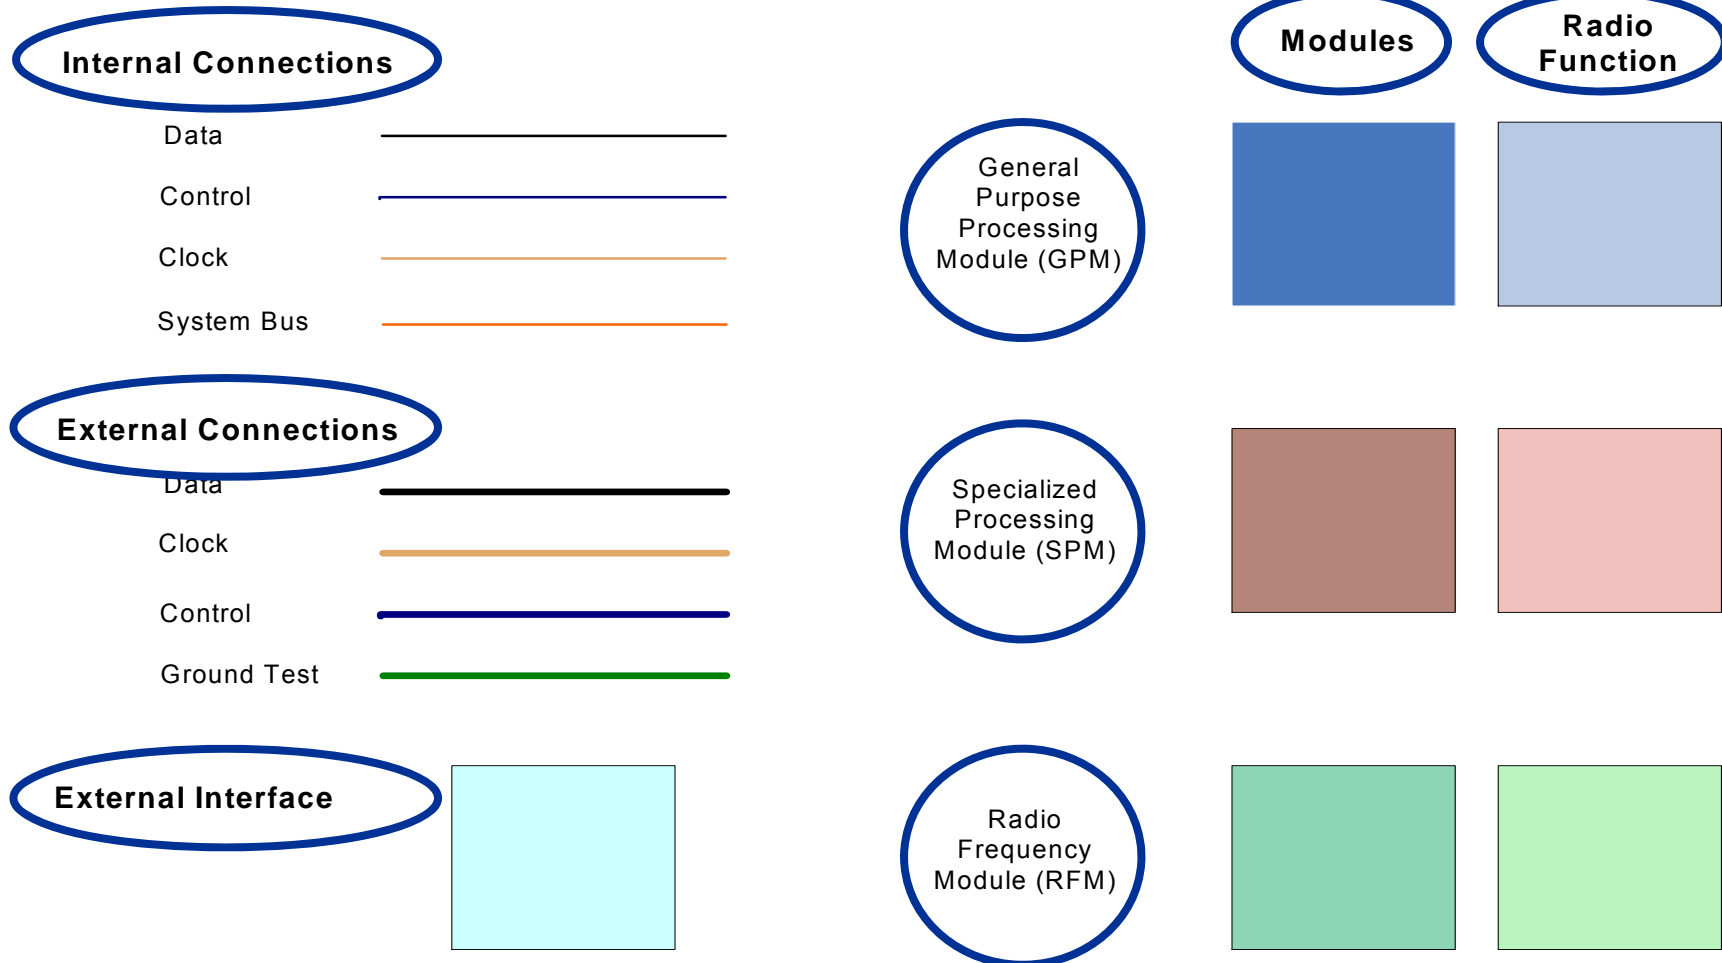 Internal Connections
Data
Control
Clock
System Bus
External Connections
Data
Clock
Control
Ground Test
External Interface
Modules
Radio
Function
General
Purpose
Processing
Module (GPM)
Specialized
Processing
Module (SPM)
Radio
Frequency
Module (RFM)